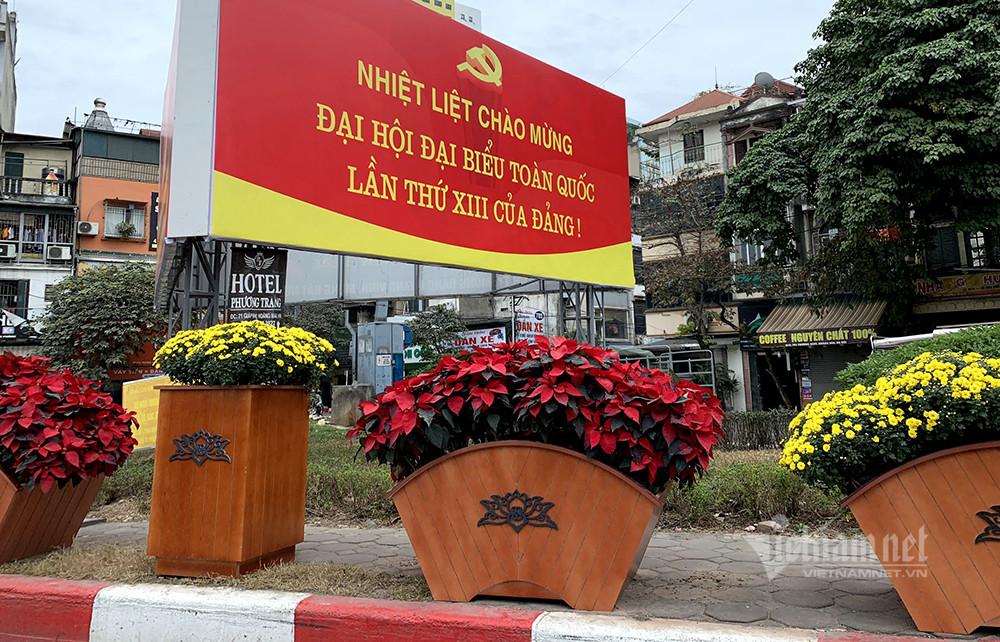 NHIỆT LIỆT CHÀO MỪNG
ĐẠI HỘI ĐẠI BIỂU TOÀN QUỐC
LẦN THỨ XIII CỦA ĐẢNG !
HOTEL
PHƯƠNG TRANG
COFFEE NGUYÊN CHẤT 100%
Vietnamnet
VIETNAMNET.VN